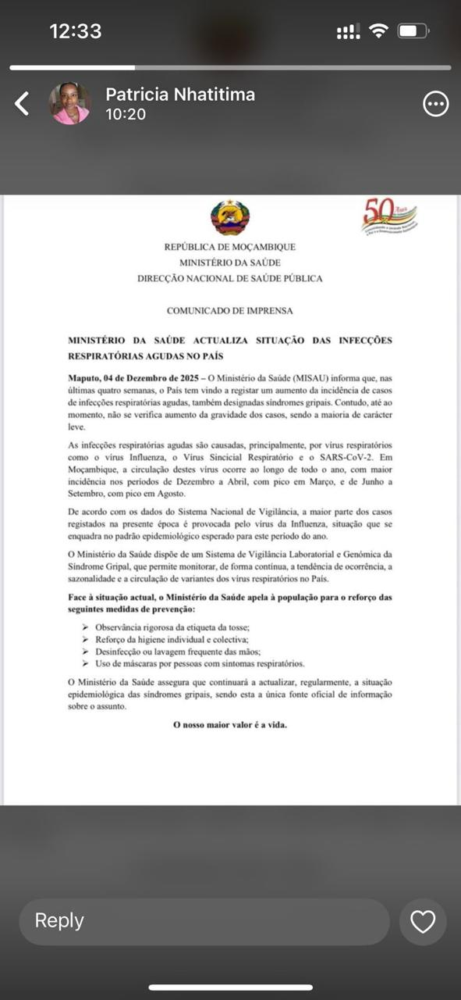 12:33
Patricia Nhatitima
10:20
50 Anos
REPÚBLICA DE MOÇAMBIQUE
MINISTÉRIO DA SAÚDE
DIRECÇÃO NACIONAL DE SAÚDE PÚBLICA
COMUNICADO DE IMPRENSA
MINISTÉRIO DA SAÚDE ACTUALIZA SITUAÇÃO DAS INFECÇÕES
RESPIRATÓRIAS AGUDAS NO PAÍS
Maputo, 04 de Dezembro de 2025 – O Ministério da Saúde (MISAU) informa que, nas
últimas quatro semanas, o País tem vindo a registar um aumento da incidência de casos
de infecções respiratórias agudas, também designadas síndromes gripais. Contudo, até ao
momento, não se verifica aumento da gravidade dos casos, sendo a maioria de carácter
leve.
As infecções respiratórias agudas são causadas, principalmente, por vírus respiratórios
como o vírus Influenza, o Vírus Sincicial Respiratório e o SARS-CoV-2. Em
Moçambique, a circulação destes vírus ocorre ao longo de todo o ano, com maior
incidência nos períodos de Dezembro a Abril, com pico em Março, e de Junho a
Setembro, com pico em Agosto.
De acordo com os dados do Sistema Nacional de Vigilância, a maior parte dos casos
registados na presente época é provocada pelo vírus da Influenza, situação que se
enquadra no padrão epidemiológico esperado para este período do ano.
O Ministério da Saúde dispõe de um Sistema de Vigilância Laboratorial e Genómica da
Síndrome Gripal, que permite monitorar, de forma contínua, a tendência de ocorrência, a
sazonalidade e a circulação de variantes dos vírus respiratórios no País.
Face à situação actual, o Ministério da Saúde apela à população para o reforço das
seguintes medidas de prevenção:
➤ Observância rigorosa da etiqueta da tosse;
➤ Reforço da higiene individual e colectiva;
➤ Desinfecção ou lavagem frequente das mãos;
➤ Uso de máscaras por pessoas com sintomas respiratórios.
O Ministério da Saúde assegura que continuará a actualizar, regularmente, a situação
epidemiológica das síndromes gripais, sendo esta a única fonte oficial de informação
sobre o assunto.
O nosso maior valor é a vida.
Reply